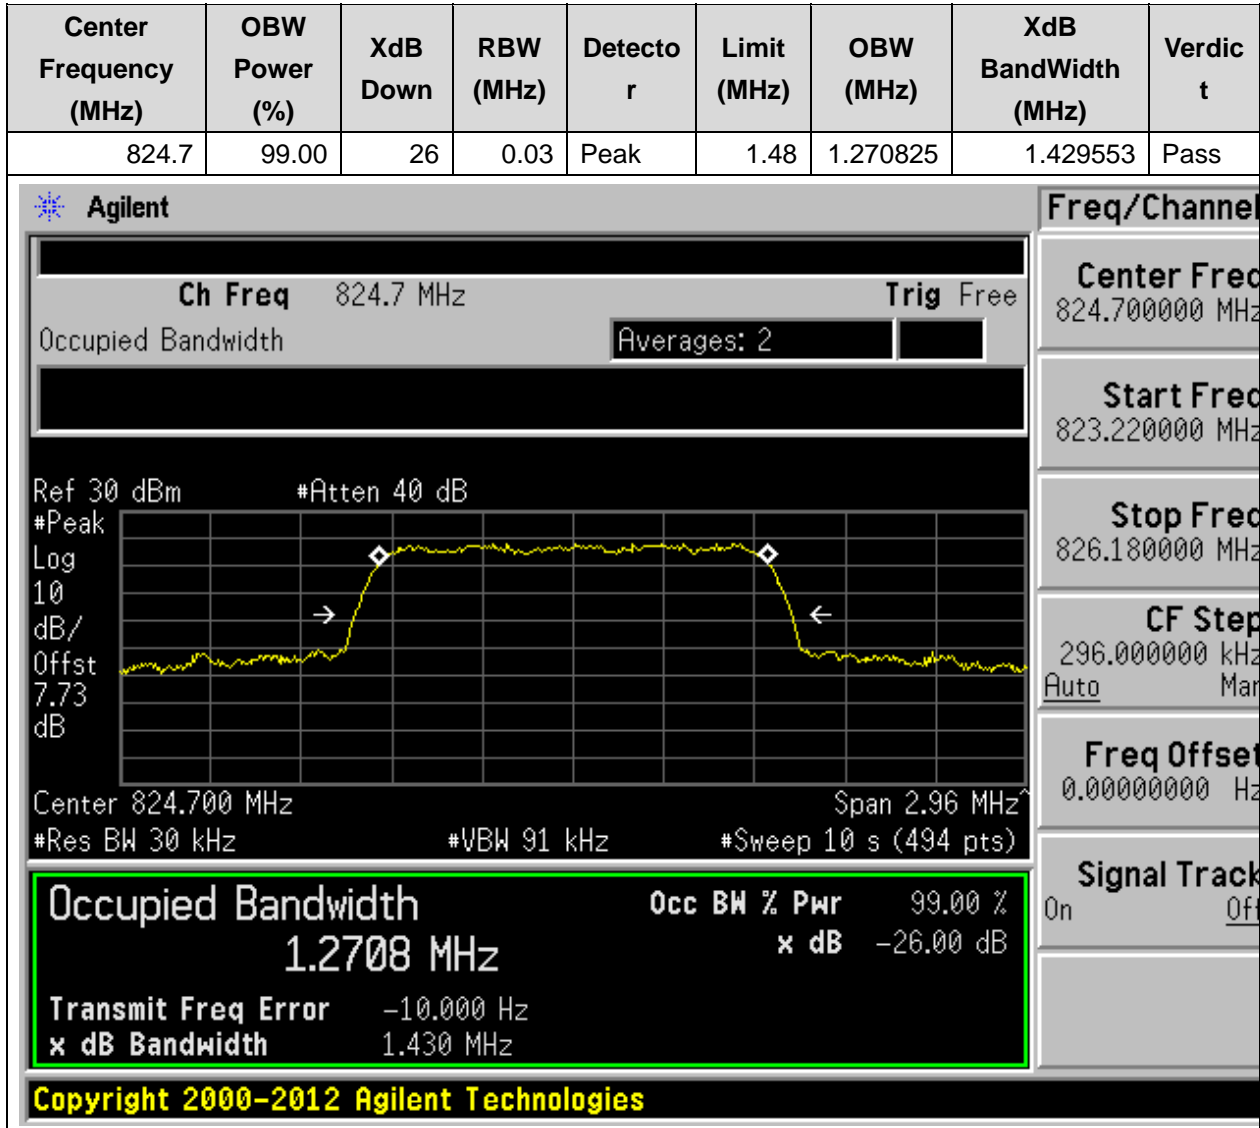 Center Frequency (MHz) OBW Power (%) XdB Down RBW (MHz) Detecto r Limit (MHz) OBW (MHz) XdB BandWidth (MHz) Verdic t
824.7 99.00 26 0.03 Peak 1.48 1.270825 1.429553 Pass
Agilent
Freq/Channel
Ch Freq 824.7 MHz Trig Free
Occupied Bandwidth Averages: 2
Center Freq
824.700000 MHz
Start Freq
823.220000 MHz
Stop Freq
826.180000 MHz
CF Step
296.000000 kHz
Auto Man
Freq Offset
0.00000000 Hz
Signal Track
On Off
Ref 30 dBm #Atten 40 dB
#Peak
Log
10
dB/
Offst
7.73
dB
Center 824.700 MHz Span 2.96 MHz^
#Res BW 30 kHz #VBW 91 kHz #Sweep 10 s (494 pts)
Occupied Bandwidth Occ BW % Pwr 99.00 %
1.2708 MHz x dB -26.00 dB
Transmit Freq Error -10.000 Hz
x dB Bandwidth 1.430 MHz
Copyright 2000-2012 Agilent Technologies